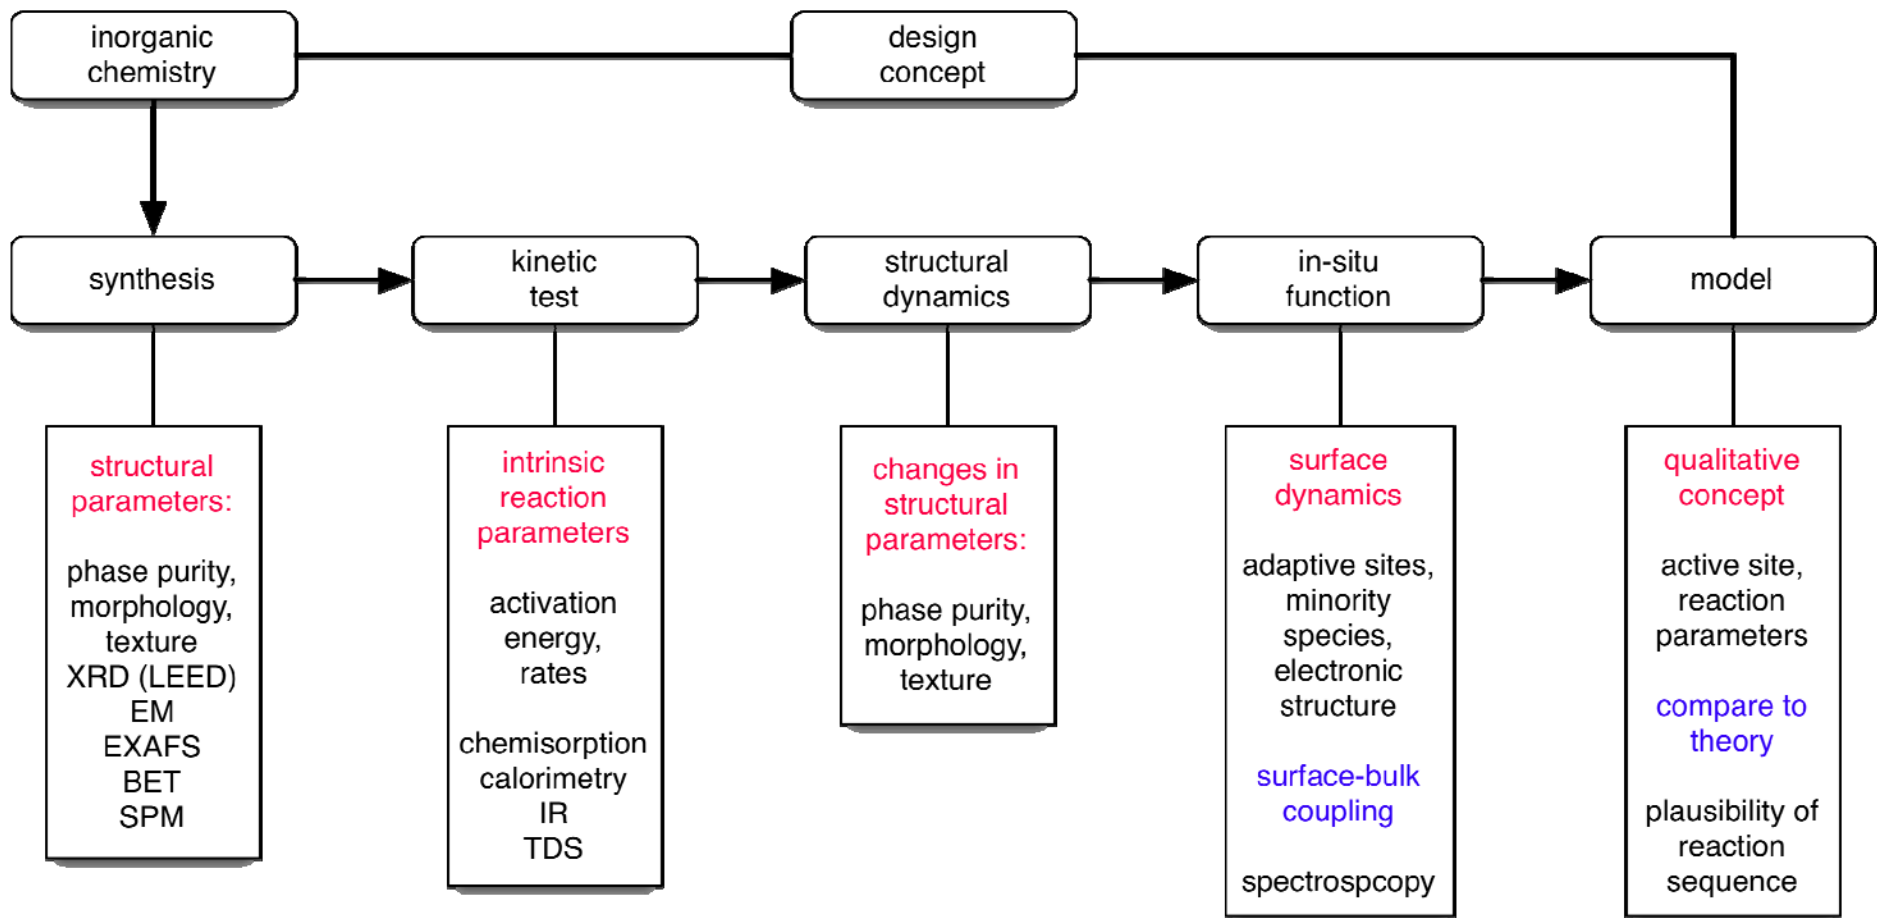 inorganic
chemistry
design
concept
synthesis
kinetic
test
structural
dynamics
in-situ
function
model
structural
parameters:
phase purity,
morphology,
texture
XRD (LEED)
EM
EXAFS
BET
SPM
intrinsic
reaction
parameters
activation
energy,
rates
chemisorption
calorimetry
IR
TDS
changes in
structural
parameters:
phase purity,
morphology,
texture
surface
dynamics
adaptive sites,
minority
species,
electronic
structure
surface-bulk
coupling
spectrospcopy
qualitative
concept
active site,
reaction
parameters
compare to
theory
plausibility of
reaction
sequence